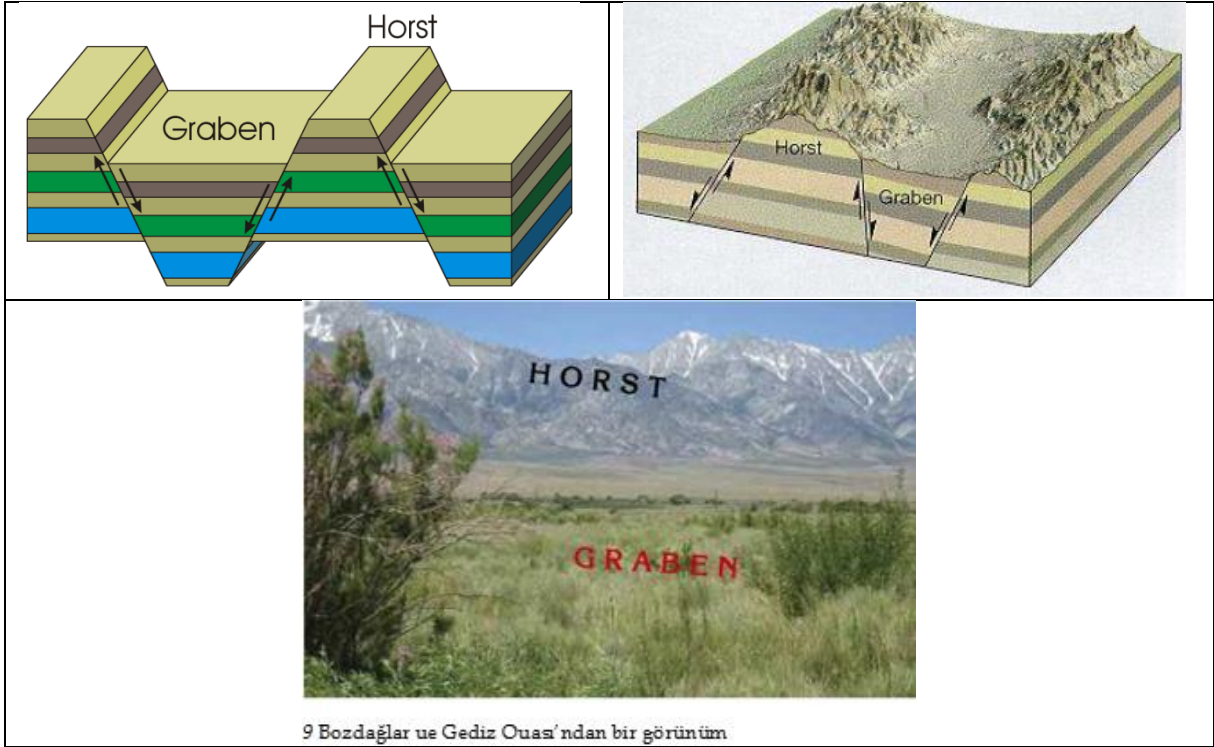 Horst
Graben
Horst
Graben
HORST
GRABEN
9 Bozdağlar ue Gediz Ouası'ndan bir görünüm